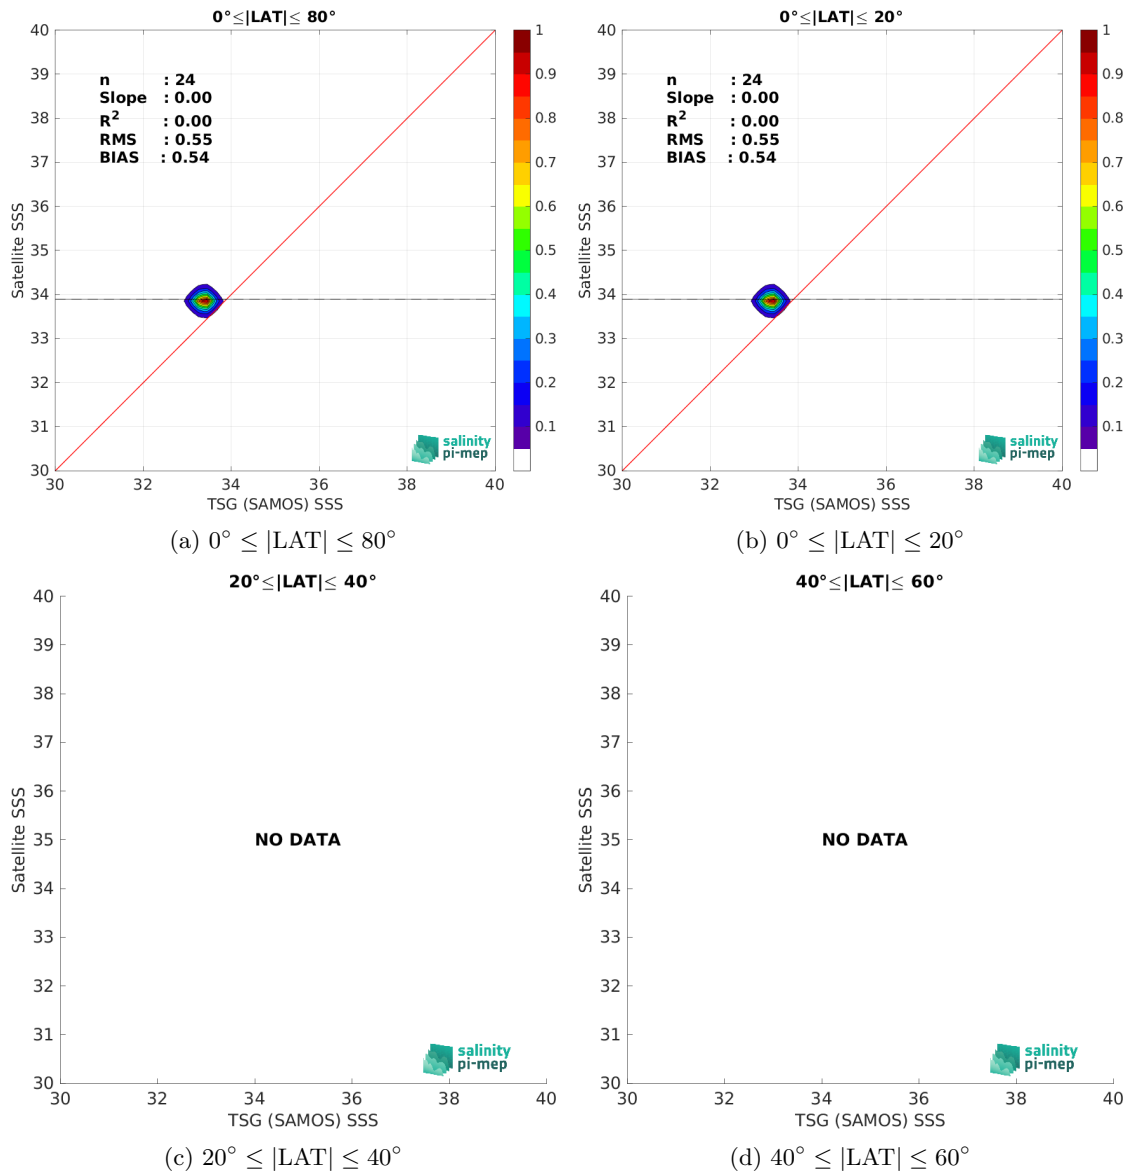 0°≤|LAT|≤ 80°
40
39
38
37
36
35
34
33
32
31
30
Satellite SSS
n : 24
Slope : 0.00
R² : 0.00
RMS : 0.55
BIAS : 0.54
1
0.9
0.8
0.7
0.6
0.5
0.4
0.3
0.2
0.1
salinity
pi-mep
30 32 34 36 38 40
TSG (SAMOS) SSS
(a) 0° ≤ |LAT| ≤ 80°
0°≤|LAT|≤ 20°
40
39
38
37
36
35
34
33
32
31
30
Satellite SSS
n : 24
Slope : 0.00
R² : 0.00
RMS : 0.55
BIAS : 0.54
1
0.9
0.8
0.7
0.6
0.5
0.4
0.3
0.2
0.1
salinity
pi-mep
30 32 34 36 38 40
TSG (SAMOS) SSS
(b) 0° ≤ |LAT| ≤ 20°
20°≤|LAT|≤ 40°
40
39
38
37
36
35
34
33
32
31
30
Satellite SSS
NO DATA
salinity
pi-mep
30 32 34 36 38 40
TSG (SAMOS) SSS
(c) 20° ≤ |LAT| ≤ 40°
40°≤|LAT|≤ 60°
40
39
38
37
36
35
34
33
32
31
30
Satellite SSS
NO DATA
salinity
pi-mep
30 32 34 36 38 40
TSG (SAMOS) SSS
(d) 40° ≤ |LAT| ≤ 60°